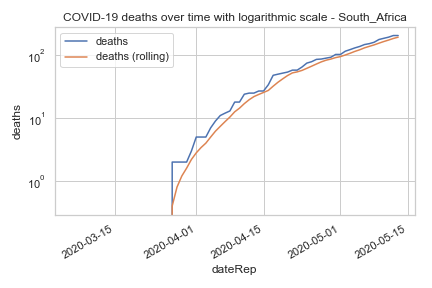 COVID-19 deaths over time with logarithmic scale - South_Africa
deaths
deaths (rolling)
10²
10¹
10⁰
deaths
2020-03-15
2020-04-01
2020-04-15
2020-05-01
2020-05-15
dateRep